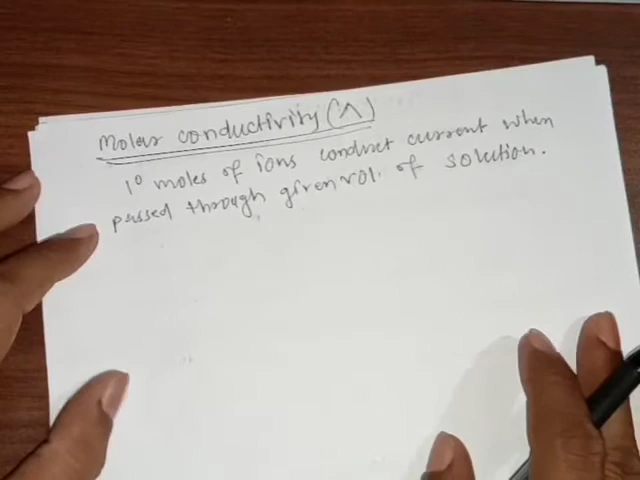 Molar conductivity (Λ)
1° moles of ions conduct current when
passed through given vol. of solution.